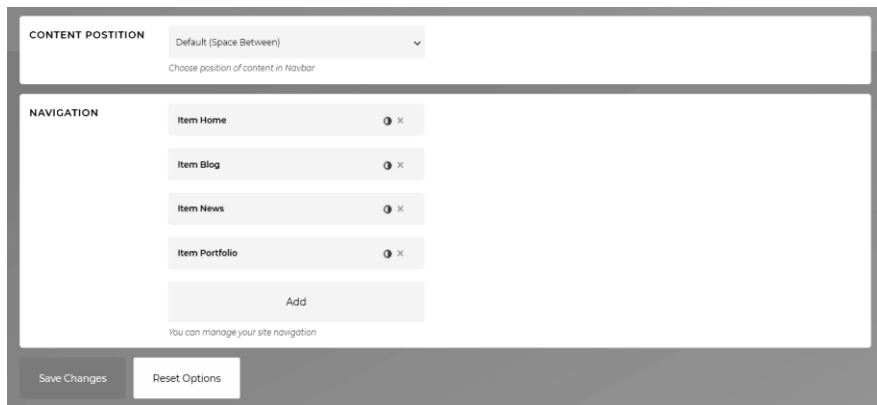 CONTENT POSTITION
Default (Space Between)
Choose position of content in Navbar
NAVIGATION
Item Home
Item Blog
Item News
Item Portfolio
Add
You can manage your site navigation
Save Changes
Reset Options